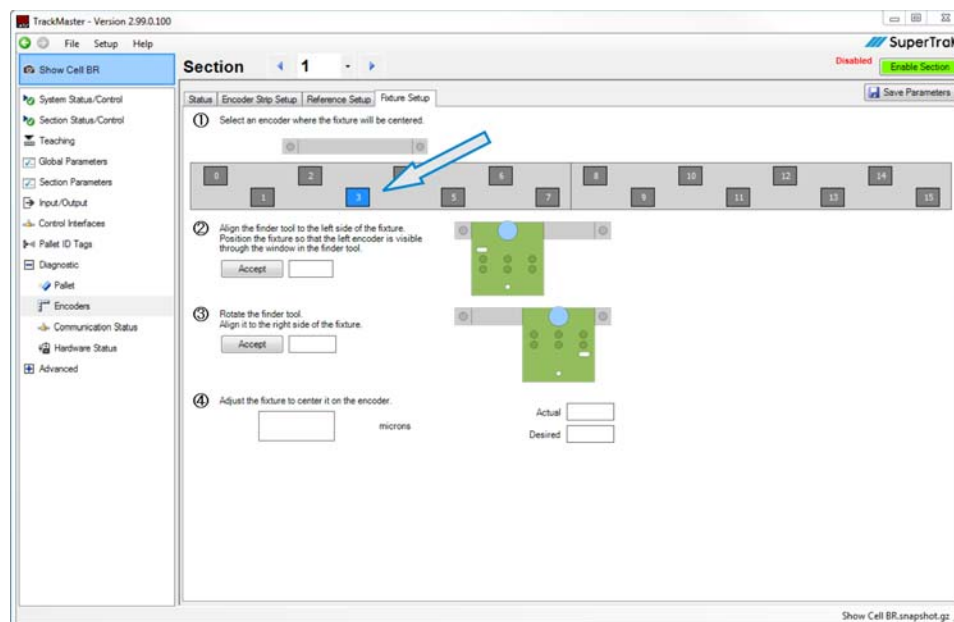 TrackMaster - Version 2.99.0.100
File Setup Help
SuperTrak
Show Cell BR
Section 1 -
Disabled
Enable Section
Save Parameters
Status Encoder Strip Setup Reference Setup Fixture Setup
System Status/Control
Section Status/Control
Teaching
Global Parameters
Section Parameters
Input/Output
Control Interfaces
Pallet ID Tags
Diagnostic
Pallet
Encoders
Communication Status
Hardware Status
Advanced
1 Select an encoder where the fixture will be centered.
0 2 6 8 10 12 14
1 3 5 7 9 11 13 15
2 Align the finder tool to the left side of the fixture.
Position the fixture so that the left encoder is visible
through the window in the finder tool.
Accept
3 Rotate the finder tool.
Align it to the right side of the fixture.
Accept
4 Adjust the fixture to center it on the encoder.
microns
Actual
Desired
Show Cell BR.snapshot.gz